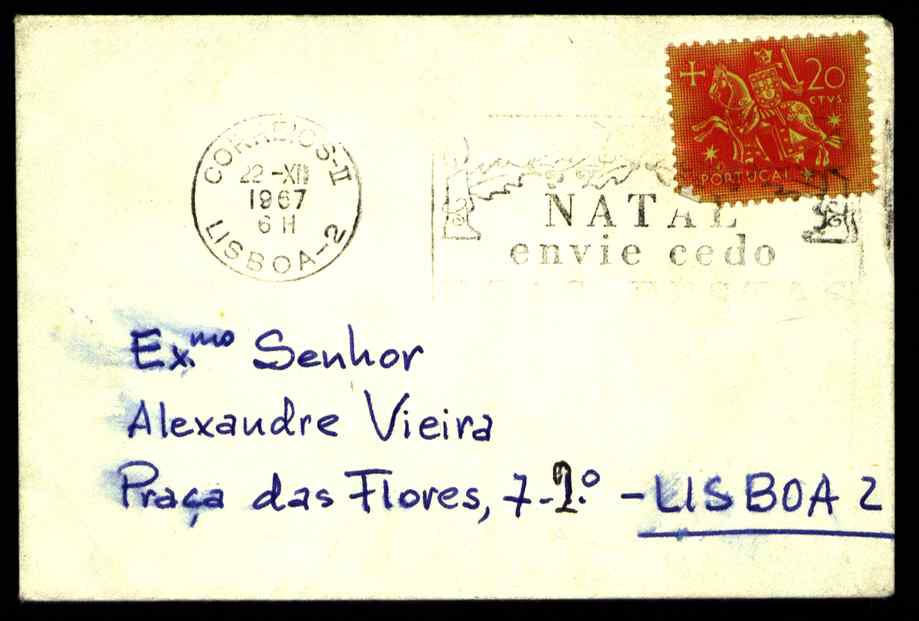 20
CTVS.
PORTUGAL
CORREIOS-II
22-XII
1967
6 H
LISBOA-2
NATAL
envie cedo
FESTAS
Ex.mo Senhor
Alexandre Vieira
Praça das Flores, 7-2.º - LISBOA 2